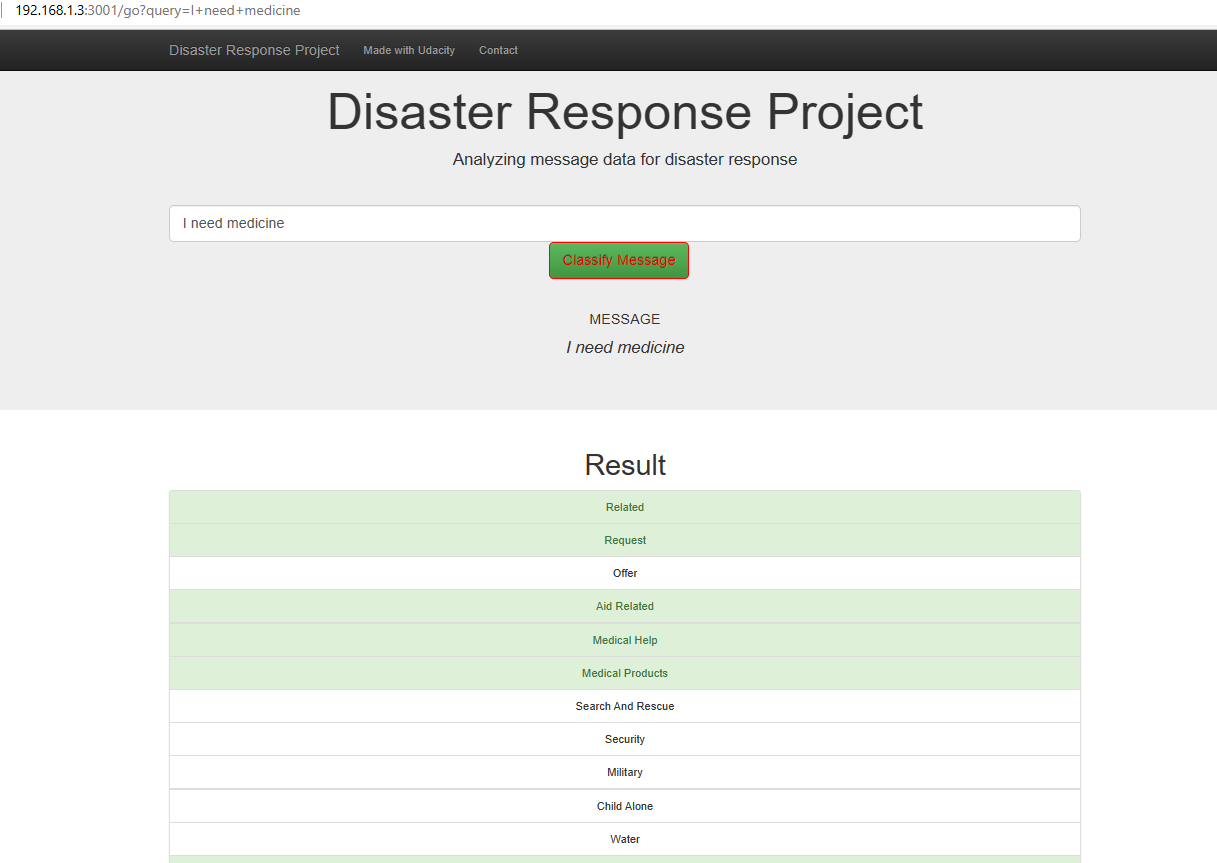 192.168.1.3:3001/go?query=I+need+medicine
Disaster Response Project Made with Udacity Contact
Disaster Response Project
Analyzing message data for disaster response
I need medicine
Classify Message
MESSAGE
I need medicine
Result
Related
Request
Offer
Aid Related
Medical Help
Medical Products
Search And Rescue
Security
Military
Child Alone
Water